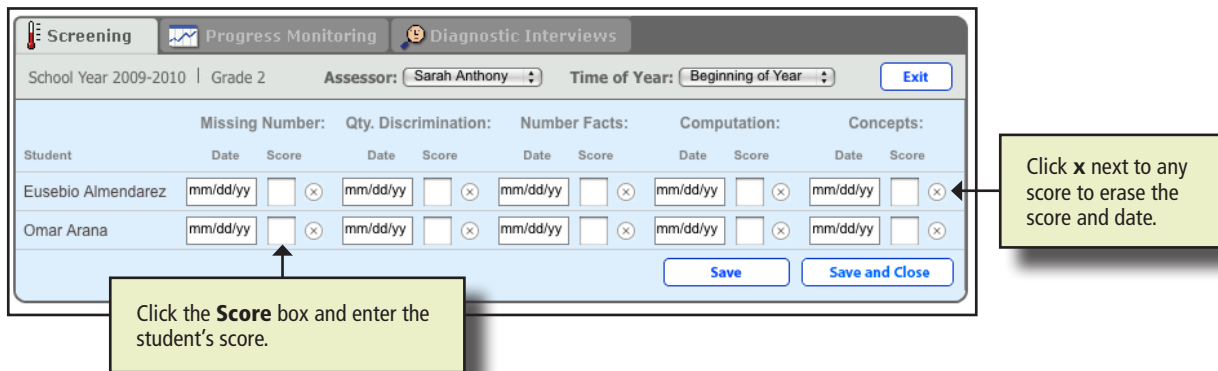 Screening Progress Monitoring Diagnostic Interviews
School Year 2009-2010 | Grade 2 Assessor: Sarah Anthony Time of Year: Beginning of Year Exit
Missing Number: Qty. Discrimination: Number Facts: Computation: Concepts:
Student Date Score Date Score Date Score Date Score Date Score
Eusebio Almendarez mm/dd/yy x mm/dd/yy x mm/dd/yy x mm/dd/yy x mm/dd/yy x
Omar Arana mm/dd/yy x mm/dd/yy x mm/dd/yy x mm/dd/yy x mm/dd/yy x
Save Save and Close
Click x next to any
score to erase the
score and date.
Click the Score box and enter the
student’s score.